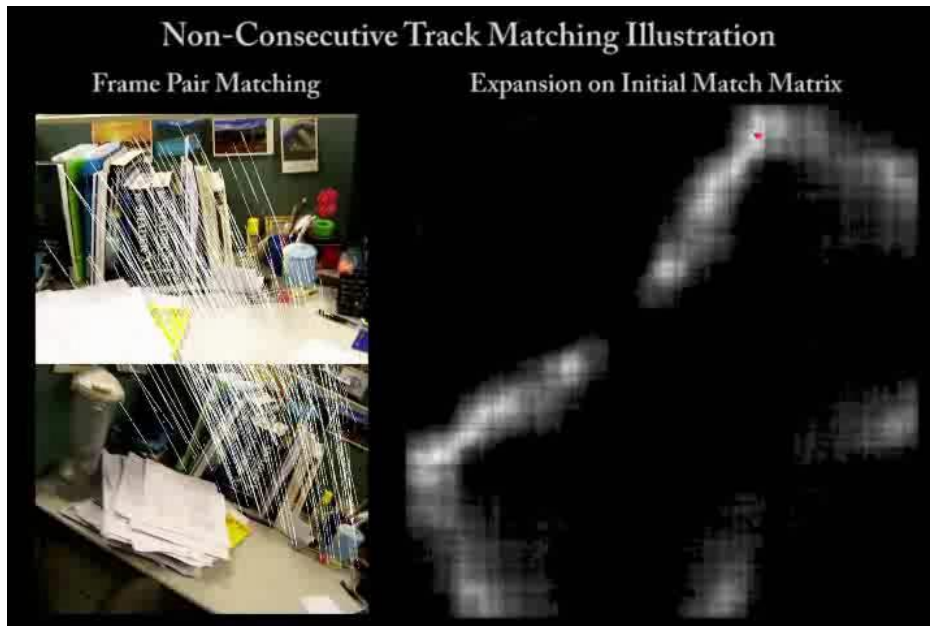 Non-Consecutive Track Matching Illustration
Frame Pair Matching
Expansion on Initial Match Matrix